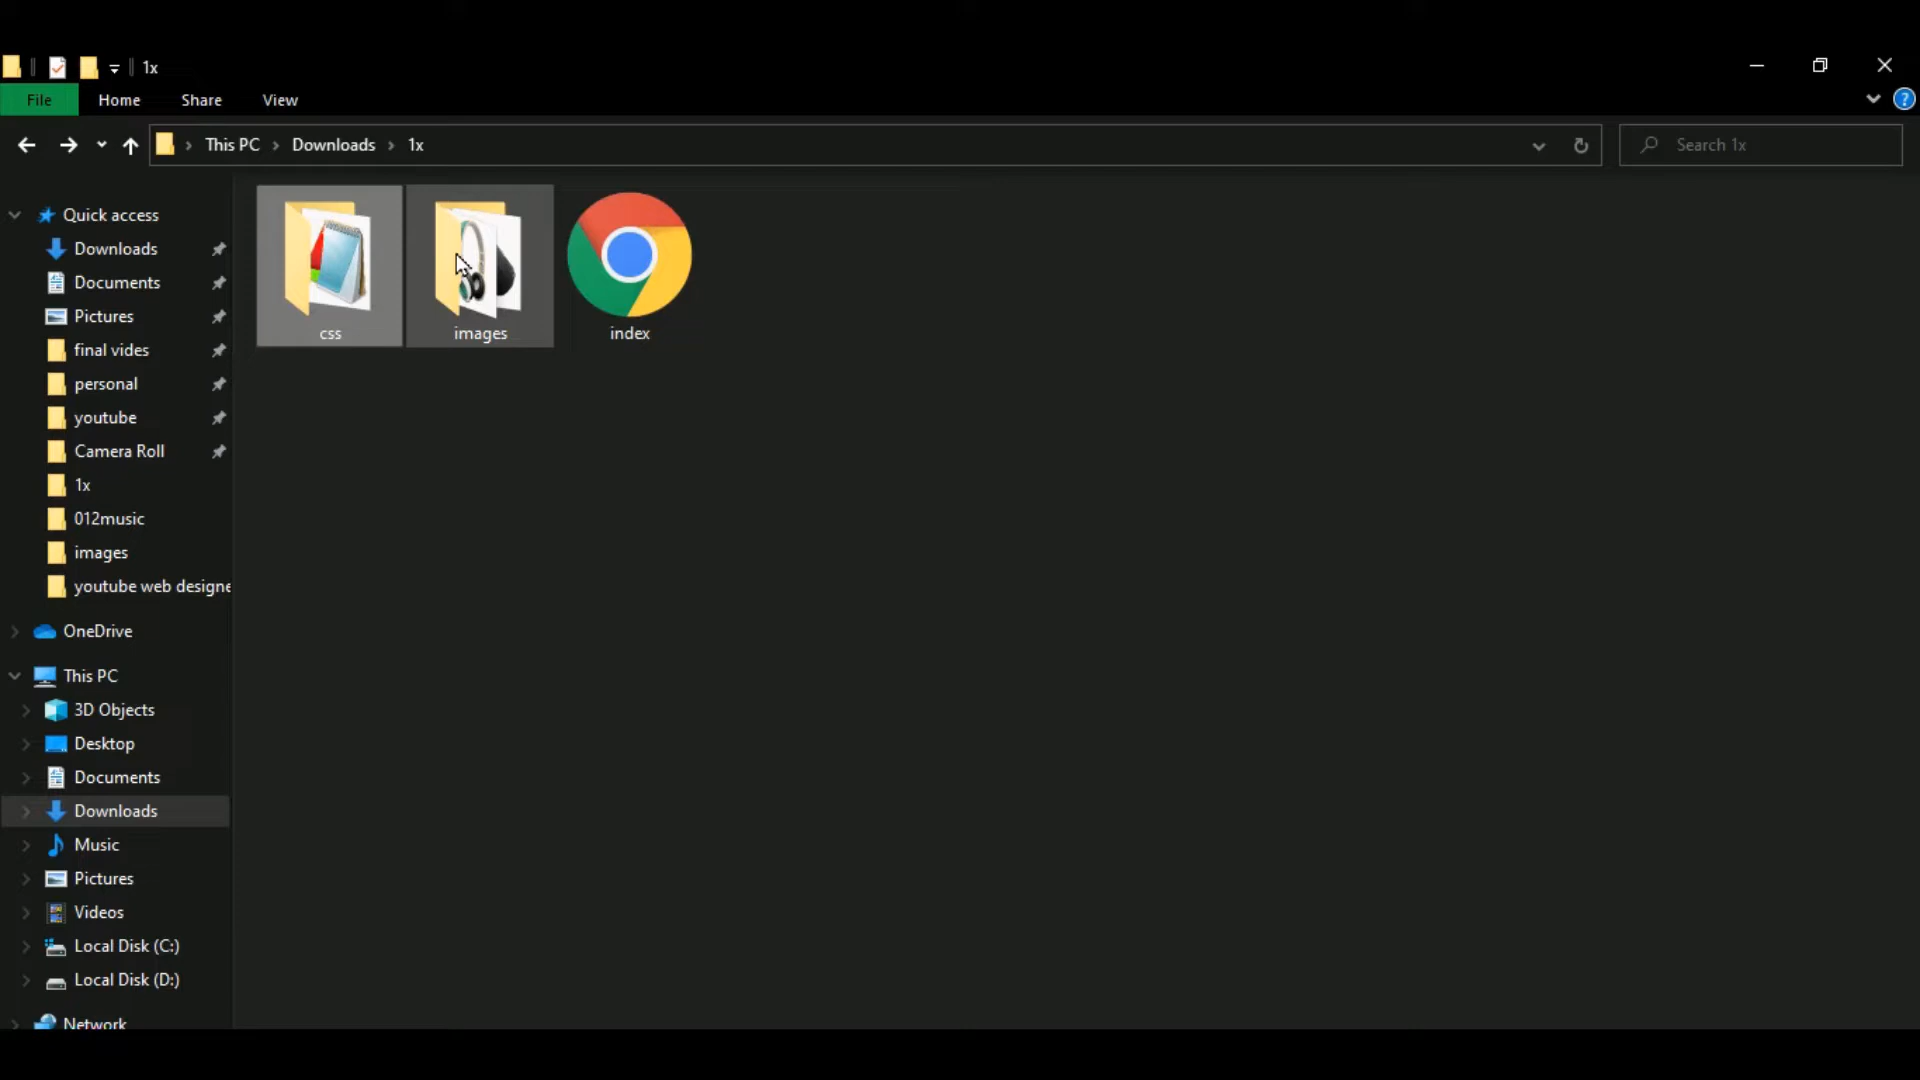 1x
File
Home
Share
View
This PC
Downloads
1x
Search 1x
Quick access
Downloads
Documents
Pictures
final vides
personal
youtube
Camera Roll
1x
012music
images
youtube web designe
OneDrive
This PC
3D Objects
Desktop
Documents
Downloads
Music
Pictures
Videos
Local Disk (C:)
Local Disk (D:)
Network
css
images
index